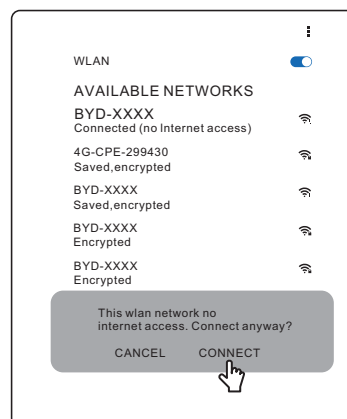 WLAN
AVAILABLE NETWORKS
BYD-XXXX
Connected (no Internet access)
4G-CPE-299430
Saved,encrypted
BYD-XXXX
Saved,encrypted
BYD-XXXX
Encrypted
BYD-XXXX
Encrypted
This wlan network no
internet access. Connect anyway?
CANCEL CONNECT